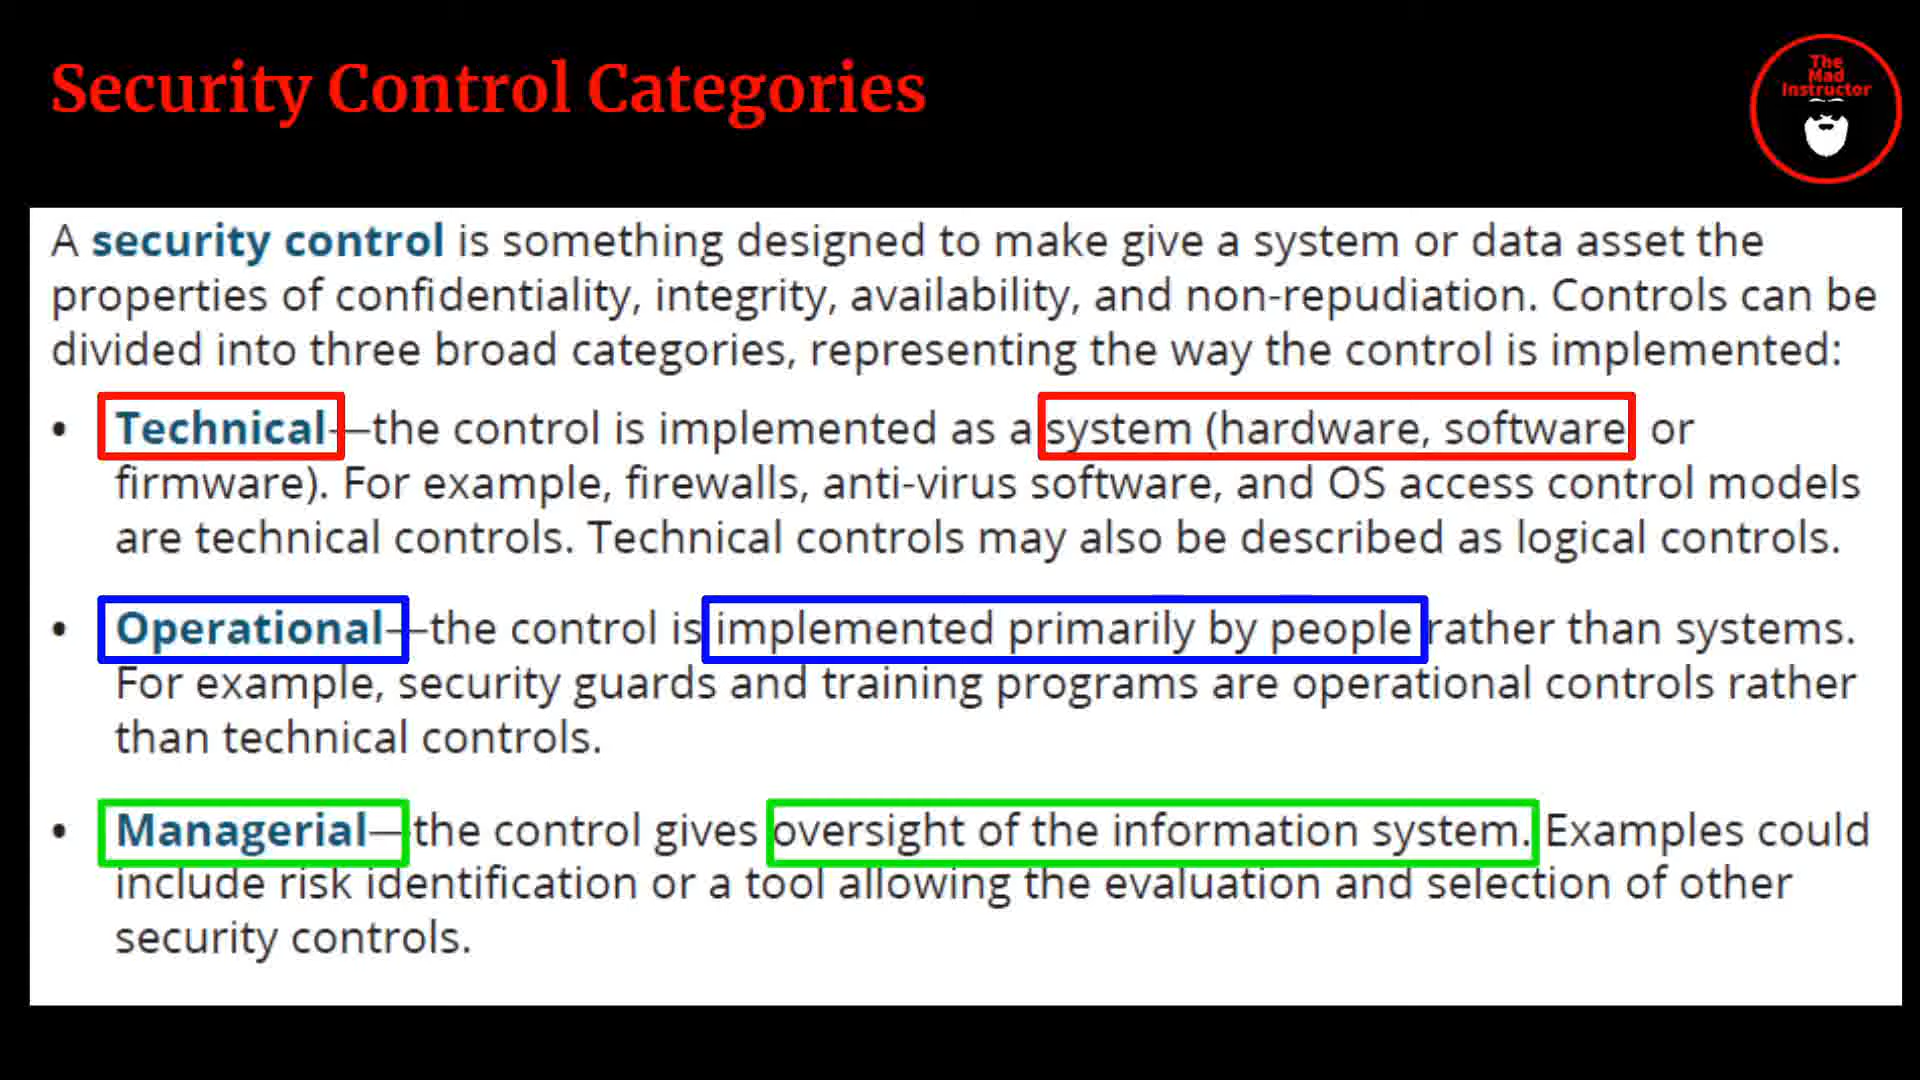 Security Control Categories
The
Mad
Instructor
A security control is something designed to make give a system or data asset the
properties of confidentiality, integrity, availability, and non-repudiation. Controls can be
divided into three broad categories, representing the way the control is implemented:
• Technical—the control is implemented as a system (hardware, software or
firmware). For example, firewalls, anti-virus software, and OS access control models
are technical controls. Technical controls may also be described as logical controls.
• Operational—the control is implemented primarily by people rather than systems.
For example, security guards and training programs are operational controls rather
than technical controls.
• Managerial—the control gives oversight of the information system. Examples could
include risk identification or a tool allowing the evaluation and selection of other
security controls.